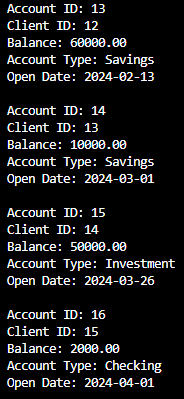 Account ID: 13
Client ID: 12
Balance: 60000.00
Account Type: Savings
Open Date: 2024-02-13

Account ID: 14
Client ID: 13
Balance: 10000.00
Account Type: Savings
Open Date: 2024-03-01

Account ID: 15
Client ID: 14
Balance: 50000.00
Account Type: Investment
Open Date: 2024-03-26

Account ID: 16
Client ID: 15
Balance: 2000.00
Account Type: Checking
Open Date: 2024-04-01